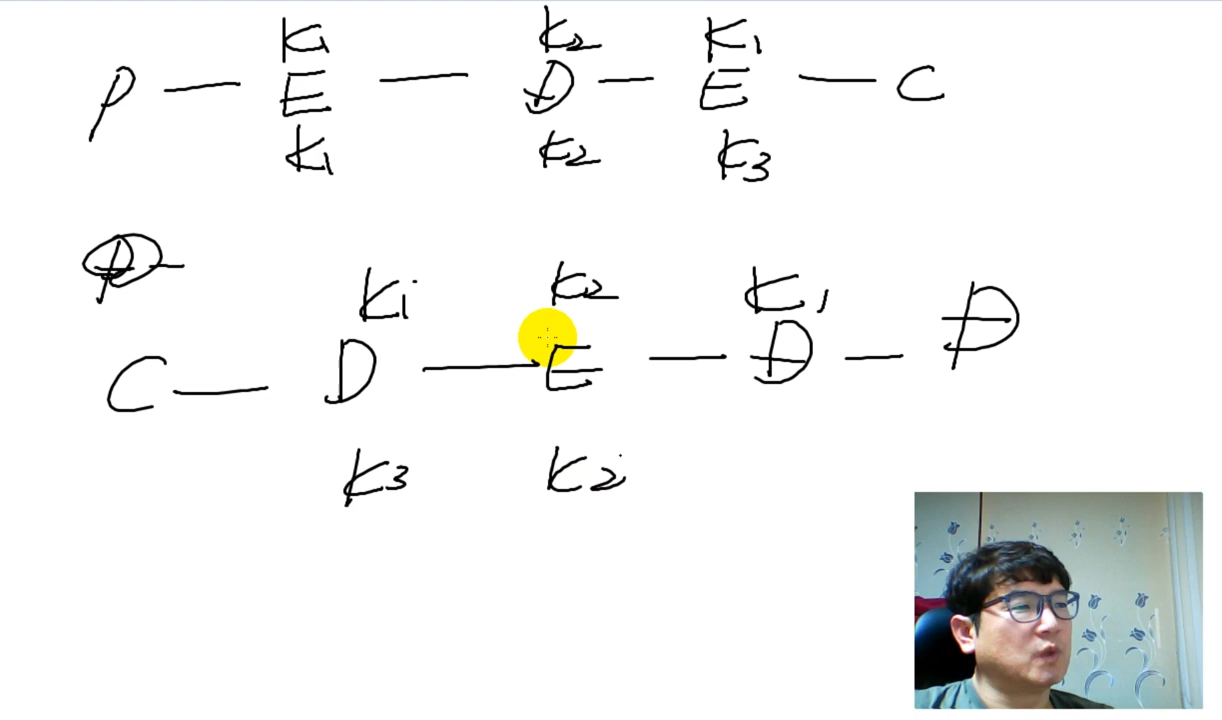 K1 K2 K1
P — E — D — E — C
K1 K2 K3
K1 K2 K1
C — D — E — D — P
K3 K2